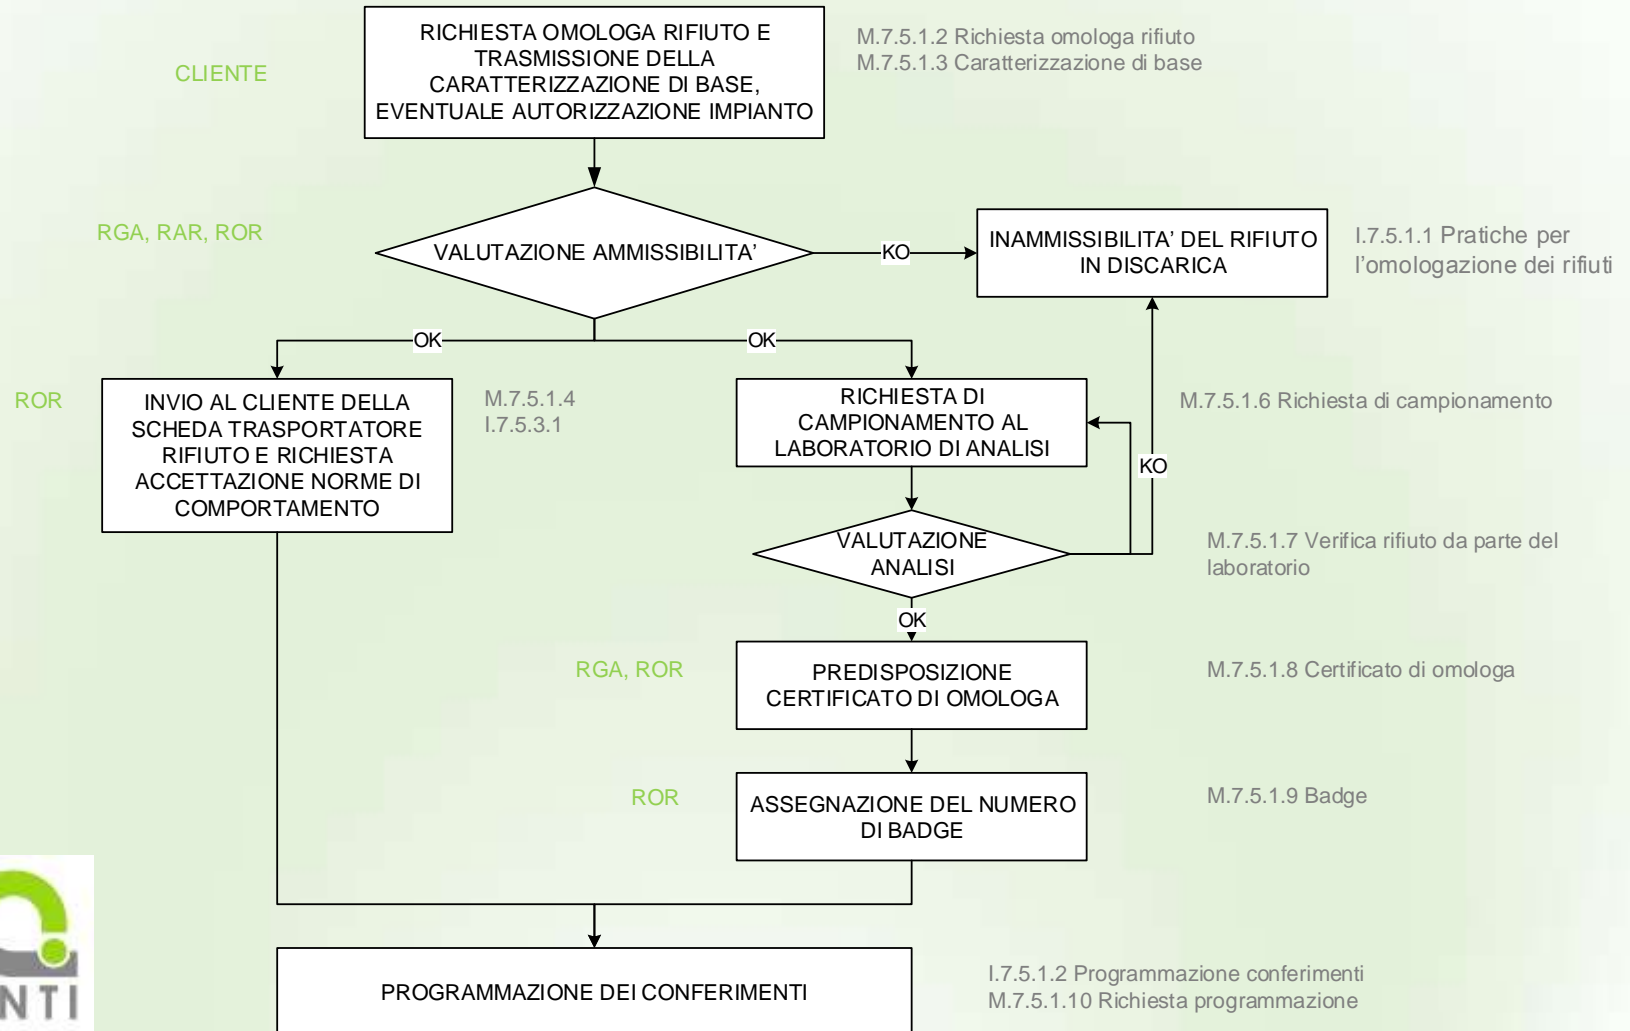 RICHIESTA OMOLOGA RIFIUTO E
TRASMISSIONE DELLA
CARATTERIZZAZIONE DI BASE,
EVENTUALE AUTORIZZAZIONE IMPIANTO
M.7.5.1.2 Richiesta omologa rifiuto
M.7.5.1.3 Caratterizzazione di base
CLIENTE
RGA, RAR, ROR
VALUTAZIONE AMMISSIBILITA’
KO
INAMMISSIBILITA’ DEL RIFIUTO
IN DISCARICA
I.7.5.1.1 Pratiche per
l’omologazione dei rifiuti
OK
OK
ROR
INVIO AL CLIENTE DELLA
SCHEDA TRASPORTATORE
RIFIUTO E RICHIESTA
ACCETTAZIONE NORME DI
COMPORTAMENTO
M.7.5.1.4
I.7.5.3.1
RICHIESTA DI
CAMPIONAMENTO AL
LABORATORIO DI ANALISI
M.7.5.1.6 Richiesta di campionamento
KO
VALUTAZIONE
ANALISI
M.7.5.1.7 Verifica rifiuto da parte del
laboratorio
OK
RGA, ROR
PREDISPOSIZIONE
CERTIFICATO DI OMOLOGA
M.7.5.1.8 Certificato di omologa
ROR
ASSEGNAZIONE DEL NUMERO
DI BADGE
M.7.5.1.9 Badge
PROGRAMMAZIONE DEI CONFERIMENTI
I.7.5.1.2 Programmazione conferimenti
M.7.5.1.10 Richiesta programmazione
NTI